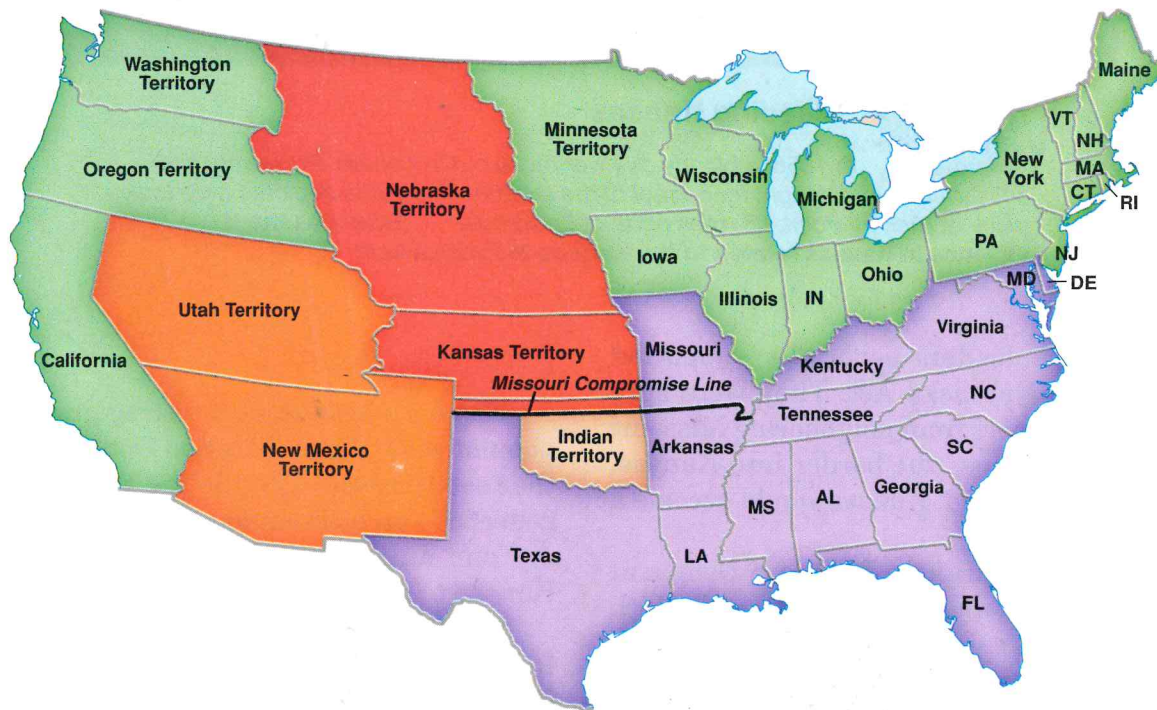 Washington
Territory
Maine
Oregon Territory
Nebraska
Territory
Minnesota
Territory
Wisconsin
Michigan
New
York
VT
NH
MA
CT
RI
Iowa
Illinois
IN
Ohio
PA
NJ
MD
DE
Utah Territory
California
Kansas Territory
Missouri
Kentucky
Virginia
Missouri Compromise Line
Tennessee
NC
New Mexico
Territory
Indian
Territory
Arkansas
SC
MS
AL
Georgia
Texas
LA
FL